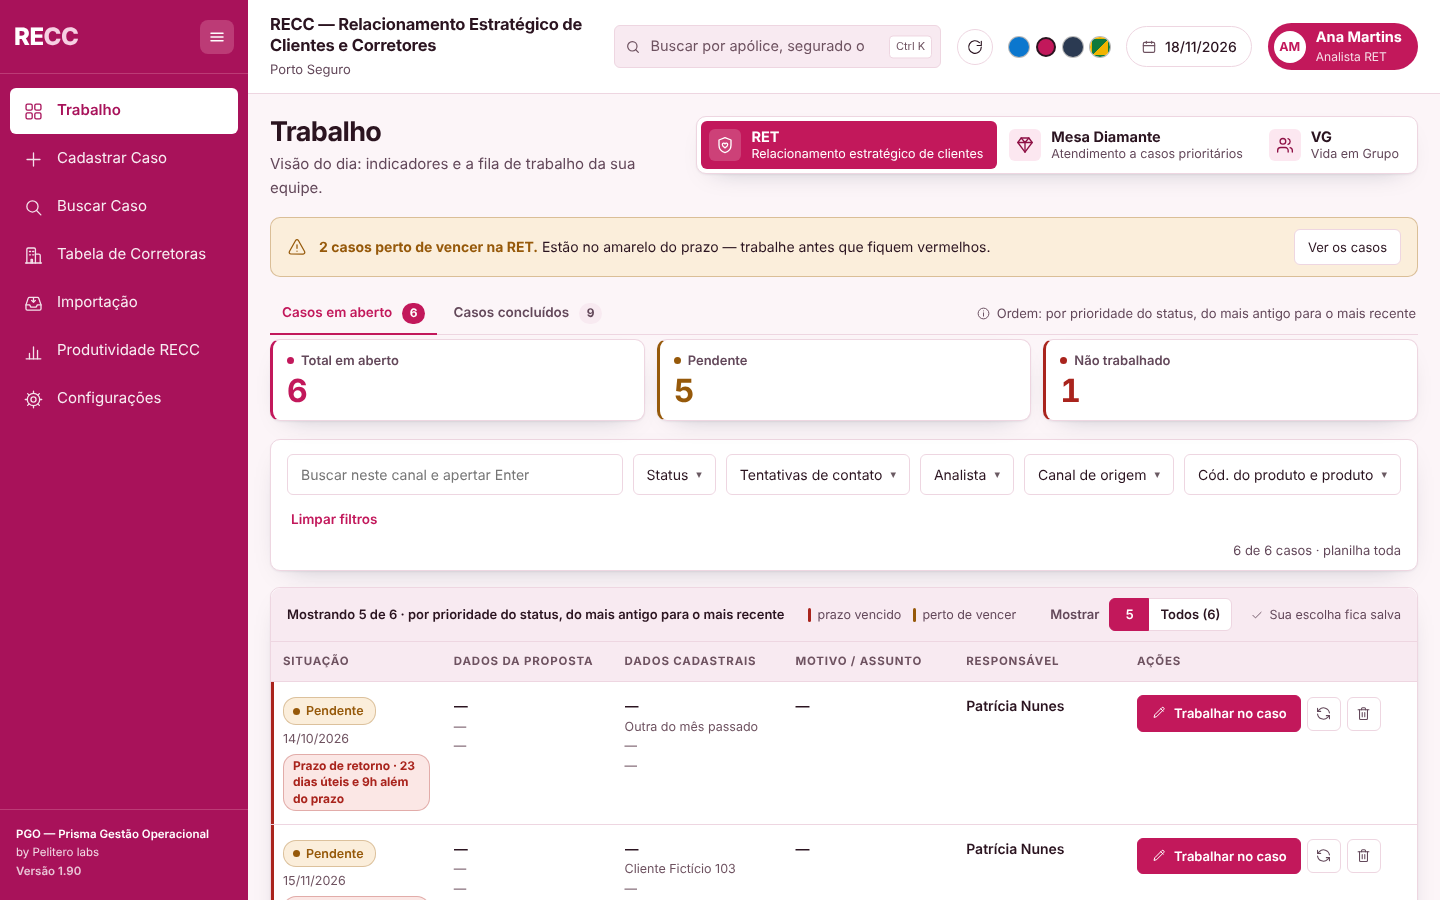 RECC
Trabalho
Cadastrar Caso
Buscar Caso
Tabela de Corretoras
Importação
Produtividade RECC
Configurações
PGO — Prisma Gestão Operacional
by Pelitero labs
Versão 1.90
RECC — Relacionamento Estratégico de
Clientes e Corretores
Porto Seguro
Buscar por apólice, segurado o
Ctrl K
18/11/2026
AM
Ana Martins
Analista RET
Trabalho
Visão do dia: indicadores e a fila de trabalho da sua
equipe.
RET
Relacionamento estratégico de clientes
Mesa Diamante
Atendimento a casos prioritários
VG
Vida em Grupo
2 casos perto de vencer na RET. Estão no amarelo do prazo — trabalhe antes que fiquem vermelhos.
Ver os casos
Casos em aberto 6
Casos concluídos 9
Ordem: por prioridade do status, do mais antigo para o mais recente
Total em aberto
6
Pendente
5
Não trabalhado
1
Buscar neste canal e apertar Enter
Status
Tentativas de contato
Analista
Canal de origem
Cód. do produto e produto
Limpar filtros
6 de 6 casos · planilha toda
Mostrando 5 de 6 · por prioridade do status, do mais antigo para o mais recente
prazo vencido
perto de vencer
Mostrar
5
Todos (6)
Sua escolha fica salva
SITUAÇÃO
DADOS DA PROPOSTA
DADOS CADASTRAIS
MOTIVO / ASSUNTO
RESPONSÁVEL
AÇÕES
Pendente
14/10/2026
Prazo de retorno · 23
dias úteis e 9h além
do prazo
—
—
—
—
Outra do mês passado
—
—
—
Patrícia Nunes
Trabalhar no caso
Pendente
15/11/2026
—
—
—
—
Cliente Fictício 103
—
—
Patrícia Nunes
Trabalhar no caso